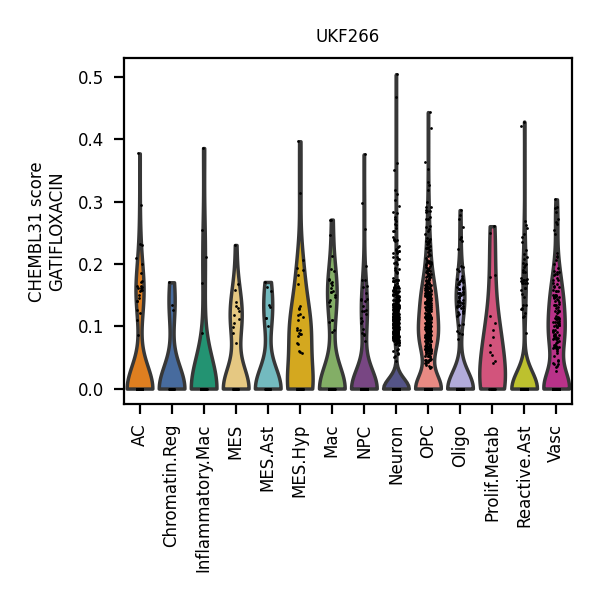 UKF266
CHEMBL31 score
GATIFLOXACIN
0.5
0.4
0.3
0.2
0.1
0.0
AC
Chromatin.Reg
Inflammatory.Mac
MES
MES.Ast
MES.Hyp
Mac
NPC
Neuron
OPC
Oligo
Prolif.Metab
Reactive.Ast
Vasc